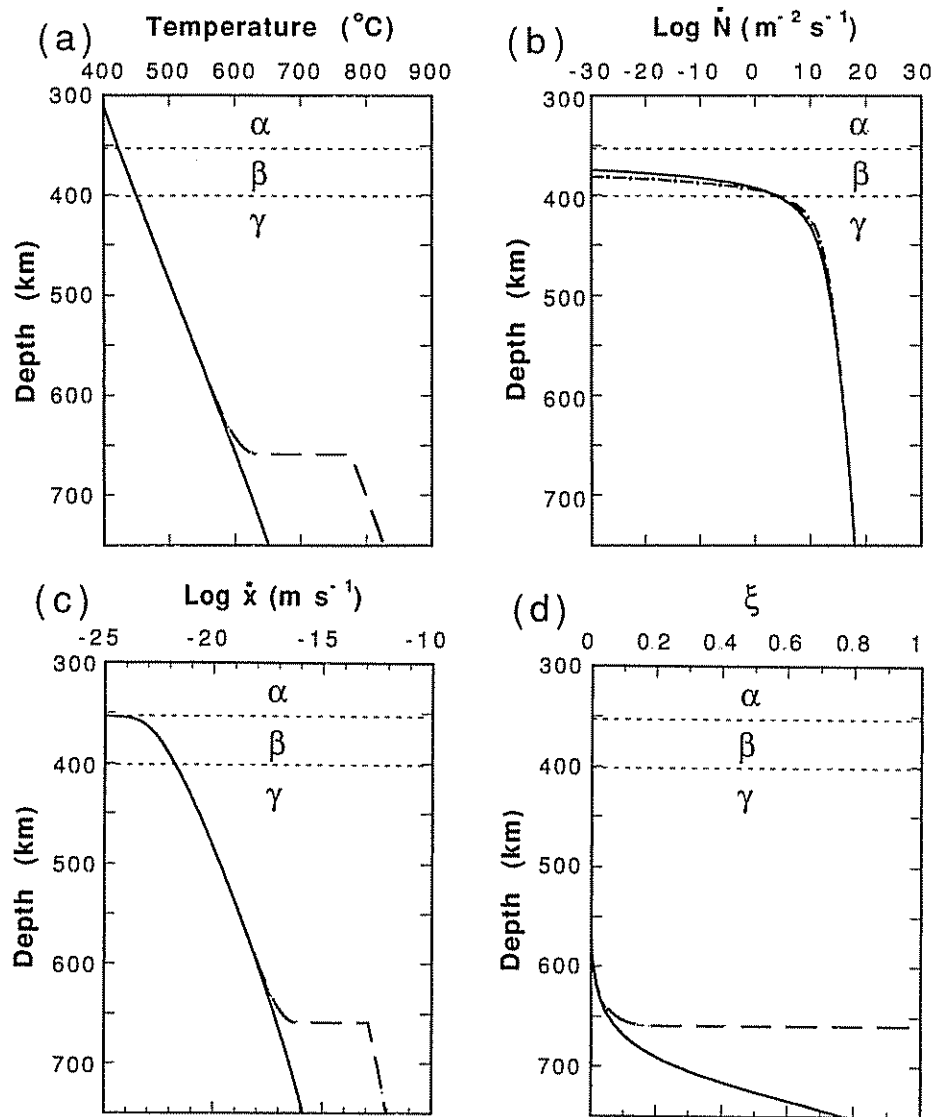 (a) Temperature (°C)
400 500 600 700 800 900
300
400
500
600
700
Depth (km)
α
β
γ
(b) Log Ṅ (m⁻² s⁻¹)
-30 -20 -10 0 10 20 30
300
400
500
600
700
Depth (km)
α
β
γ
(c) Log ẋ (m s⁻¹)
-25 -20 -15 -10
300
400
500
600
700
Depth (km)
α
β
γ
(d) ξ
0 0.2 0.4 0.6 0.8 1
300
400
500
600
700
Depth (km)
α
β
γ